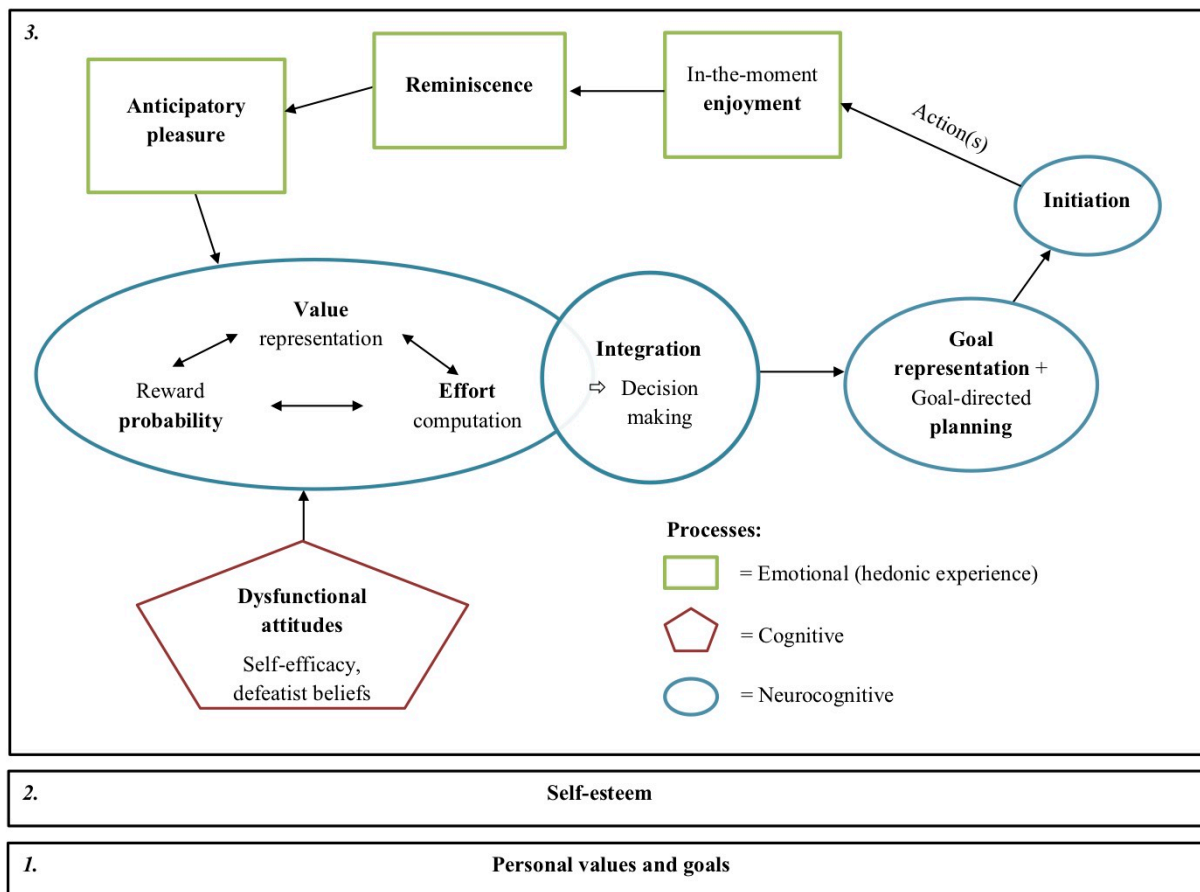 3.
Anticipatory
pleasure
Reminiscence
In-the-moment
enjoyment
Action(s)
Initiation
Value
representation
Reward
probability
Effort
computation
Integration
⇨ Decision
making
Goal
representation +
Goal-directed
planning
Dysfunctional
attitudes
Self-efficacy,
defeatist beliefs
Processes:
= Emotional (hedonic experience)
= Cognitive
= Neurocognitive
2. Self-esteem
1. Personal values and goals